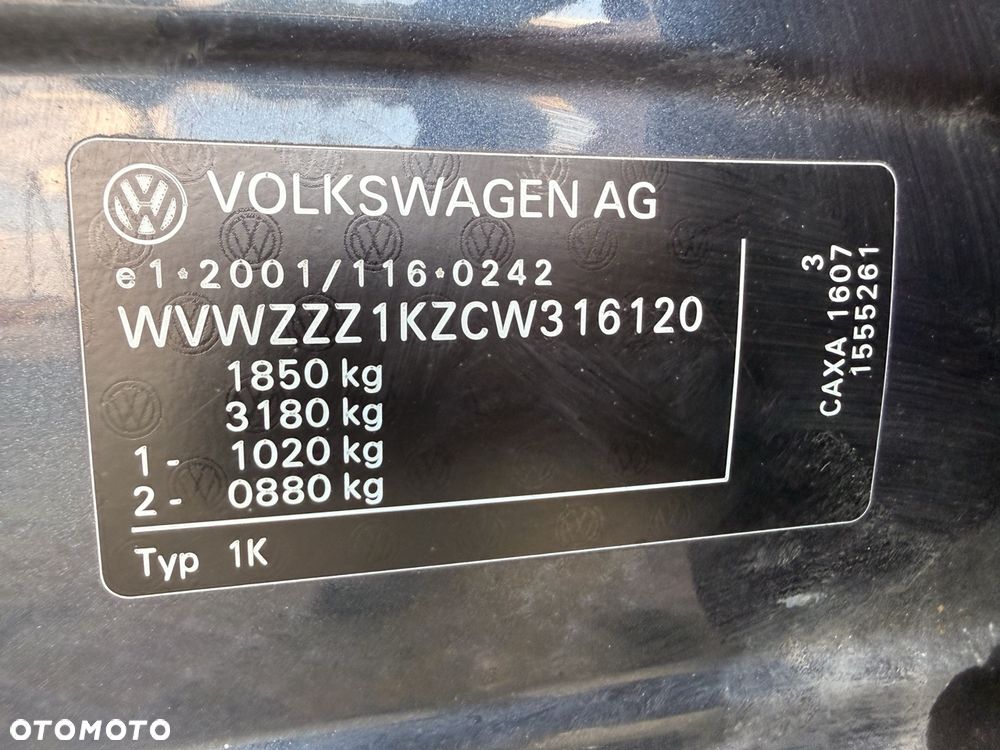 VOLKSWAGEN AG
e1*2001/116*0242
WVWZZZ1KZCW316120
1850 kg
3180 kg
1- 1020 kg
2- 0880 kg
Typ 1K
3
CAXA 1607
1555261
OTOMOTO